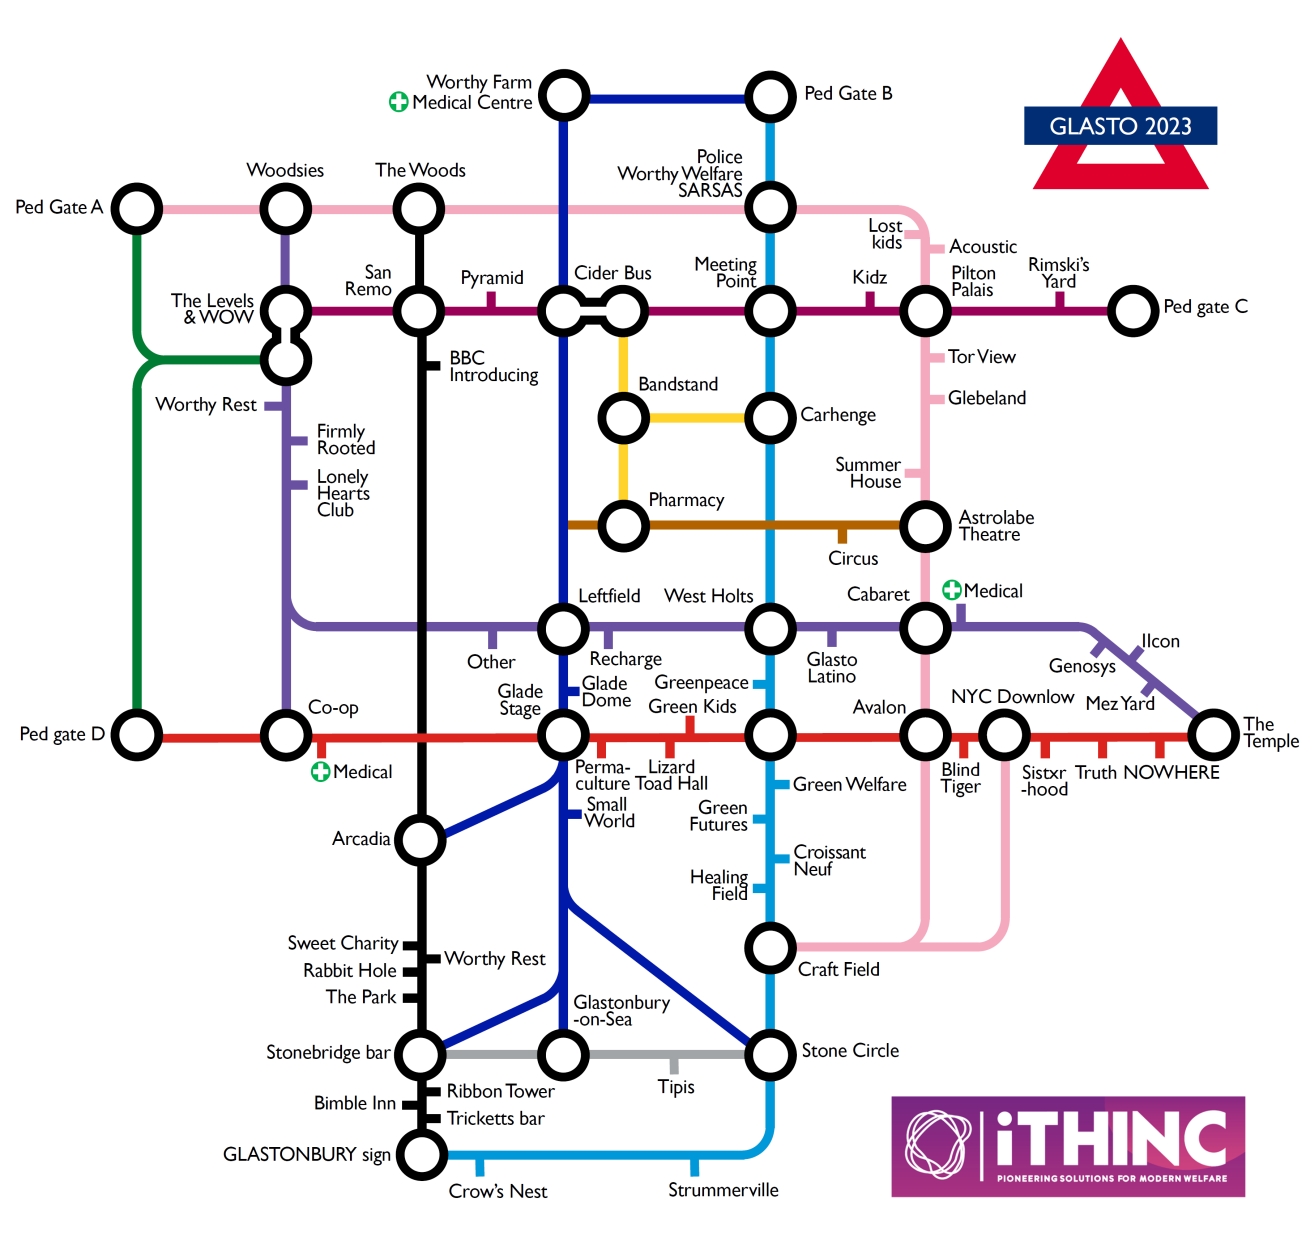 Worthy Farm
Medical Centre
Ped Gate B
GLASTO 2023
Police
Worthy Welfare
SARSAS
Woodsies
The Woods
Ped Gate A
Lost
kids
Acoustic
San
Remo
Pyramid
Cider Bus
Meeting
Point
Kidz
Pilton
Palais
Rimski's
Yard
The Levels
& WOW
Ped gate C
BBC
Introducing
Tor View
Bandstand
Glebeland
Worthy Rest
Carhenge
Firmly
Rooted
Lonely
Hearts
Club
Summer
House
Pharmacy
Astrolabe
Theatre
Circus
Leftfield
West Holts
Cabaret
Medical
Other
Recharge
Glasto
Latino
Ilcon
Genosys
Mez Yard
Glade
Stage
Glade
Dome
Greenpeace
Green Kids
Co-op
Avalon
NYC Downlow
Ped gate D
The
Temple
Medical
Perma-
culture
Lizard
Toad Hall
Blind
Tiger
Sistxr
-hood
Truth
NOWHERE
Small
World
Green Welfare
Green
Futures
Arcadia
Croissant
Neuf
Healing
Field
Sweet Charity
Worthy Rest
Rabbit Hole
The Park
Craft Field
Glastonbury
-on-Sea
Stonebridge bar
Stone Circle
Tipis
Ribbon Tower
Bimble Inn
Tricketts bar
GLASTONBURY sign
Crow's Nest
Strummerville
iTHINC
PIONEERING SOLUTIONS FOR MODERN WELFARE